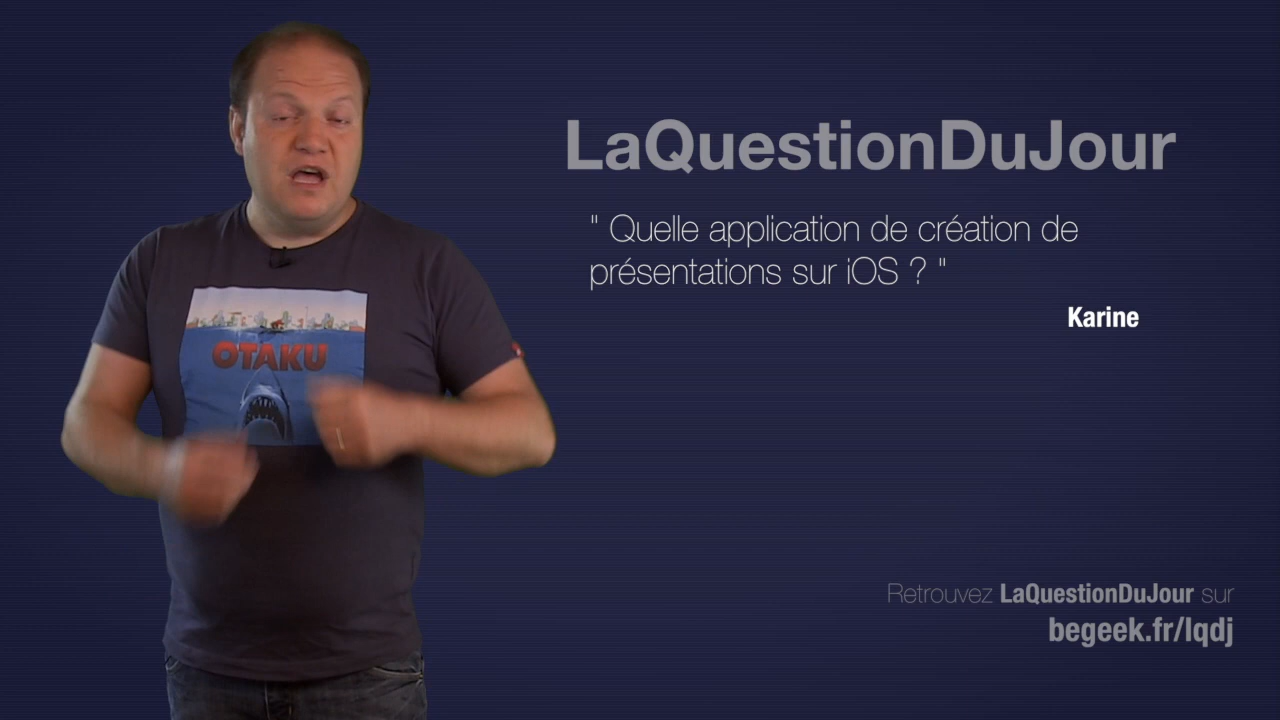 LaQuestionDuJour
" Quelle application de création de
présentations sur iOS ? "
Karine
OTAKU
Retrouvez LaQuestionDuJour sur
begeek.fr/lqdj